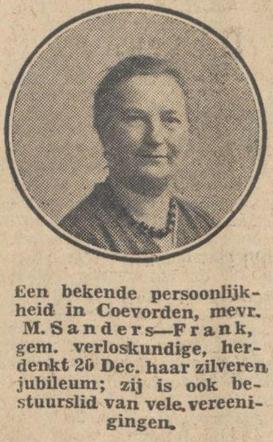 Een bekende persoonlijk-
heid in Coevorden, mevr.
M. Sanders—Frank,
gem. verloskundige, her-
denkt 26 Dec. haar zilveren
jubileum; zij is ook be-
stuurslid van vele vereeni-
gingen.